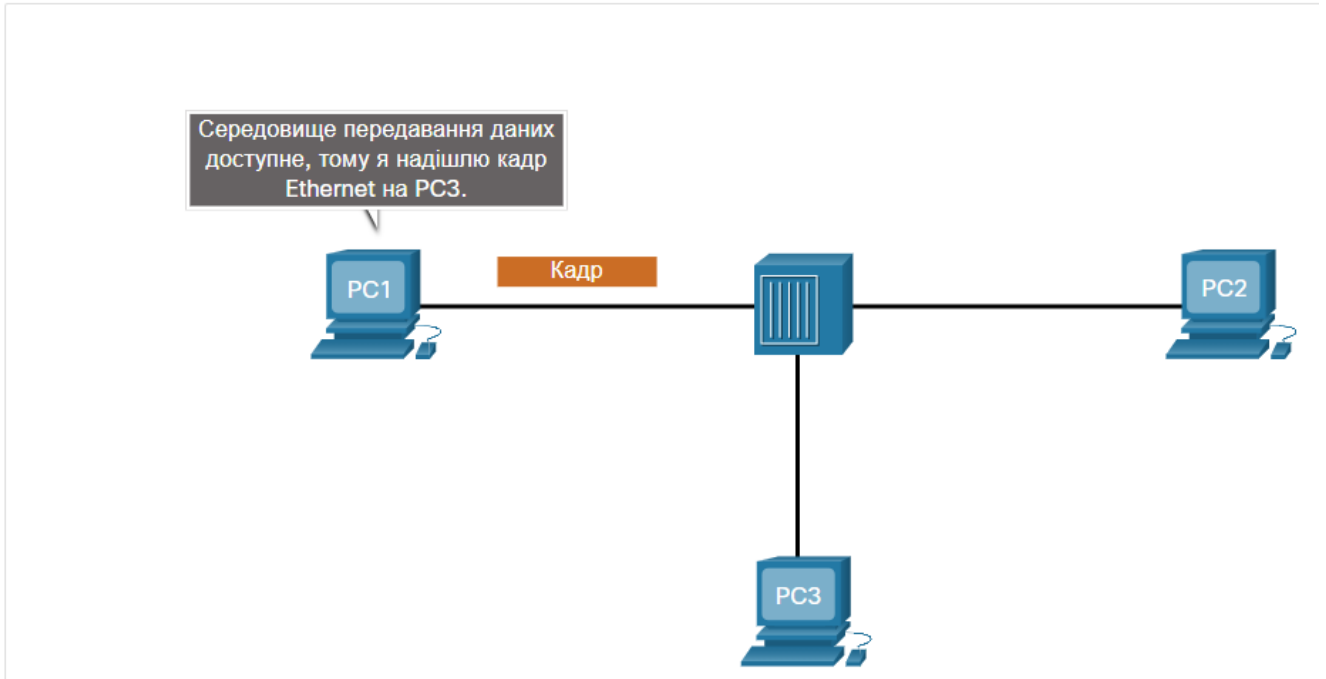 Середовище передавання даних
доступне, тому я надішлю кадр
Ethernet на PC3.
Кадр
PC1
PC2
PC3